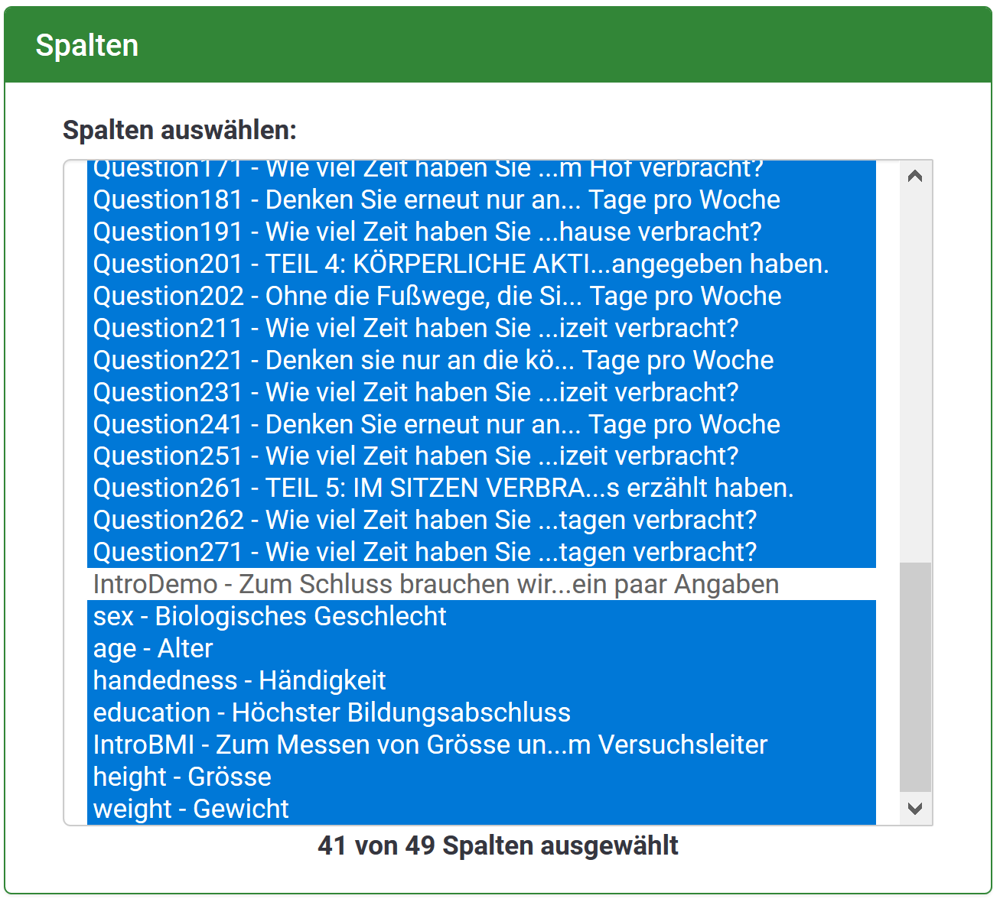 Spalten
Spalten auswählen:
Question171 - Wie viel Zeit haben Sie ...m Hof verbracht?
Question181 - Denken Sie erneut nur an... Tage pro Woche
Question191 - Wie viel Zeit haben Sie ...hause verbracht?
Question201 - TEIL 4: KÖRPERLICHE AKTI...angegeben haben.
Question202 - Ohne die Fußwege, die Si... Tage pro Woche
Question211 - Wie viel Zeit haben Sie ...izeit verbracht?
Question221 - Denken sie nur an die kö... Tage pro Woche
Question231 - Wie viel Zeit haben Sie ...izeit verbracht?
Question241 - Denken Sie erneut nur an... Tage pro Woche
Question251 - Wie viel Zeit haben Sie ...izeit verbracht?
Question261 - TEIL 5: IM SITZEN VERBRA...s erzählt haben.
Question262 - Wie viel Zeit haben Sie ...tagen verbracht?
Question271 - Wie viel Zeit haben Sie ...tagen verbracht?
IntroDemo - Zum Schluss brauchen wir...ein paar Angaben
sex - Biologisches Geschlecht
age - Alter
handedness - Händigkeit
education - Höchster Bildungsabschluss
IntroBMI - Zum Messen von Grösse un...m Versuchsleiter
height - Grösse
weight - Gewicht
41 von 49 Spalten ausgewählt